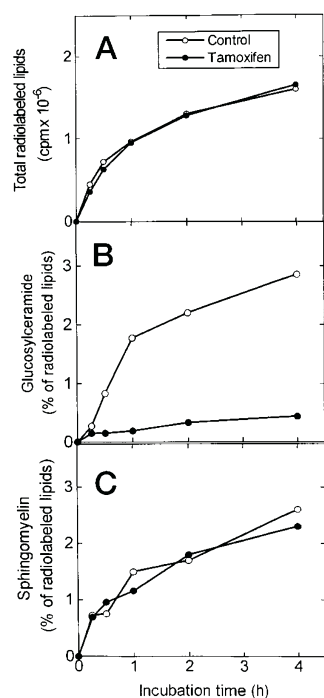 A
Control
Tamoxifen
Total radiolabeled lipids
(cpm x 10-6)
2
1
0
B
Glucosylceramide
(% of radiolabeled lipids)
3
2
1
0
C
Sphingomyelin
(% of radiolabeled lipids)
3
2
1
0
0 1 2 3 4
Incubation time (h)